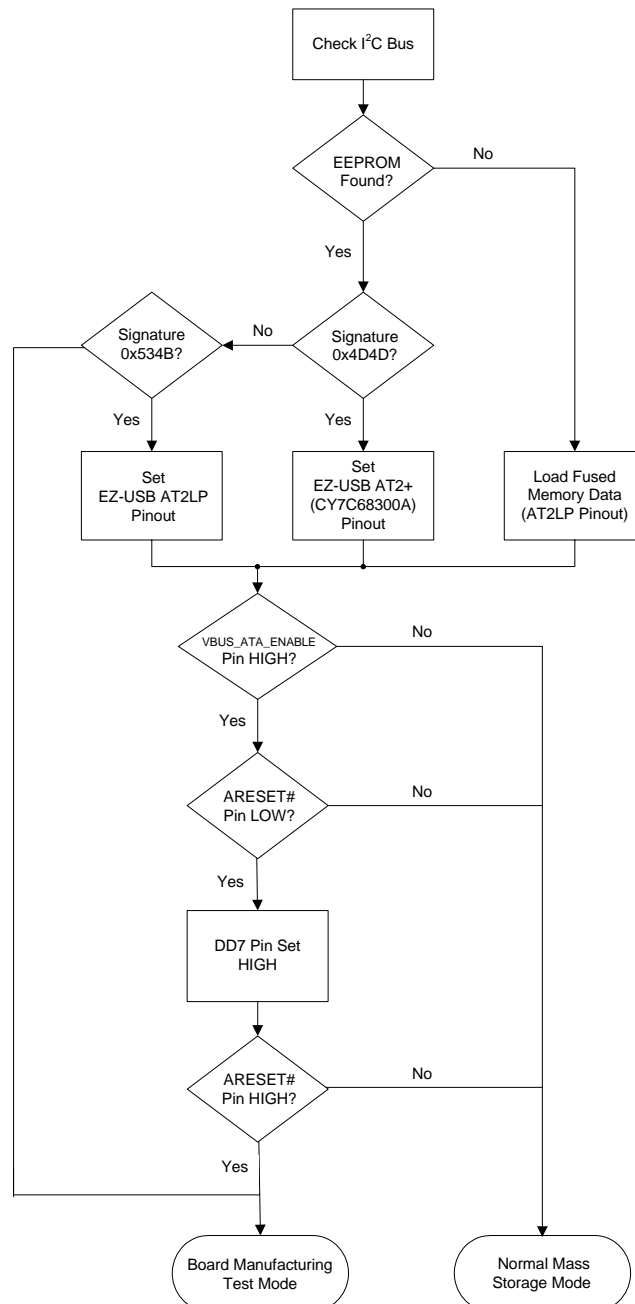 Check I²C Bus
EEPROM
Found?
No
Yes
Signature
0x534B?
No
Signature
0x4D4D?
Yes
Yes
Set
EZ-USB AT2LP
Pinout
Set
EZ-USB AT2+
(CY7C68300A)
Pinout
Load Fused
Memory Data
(AT2LP Pinout)
VBUS_ATA_ENABLE
Pin HIGH?
No
Yes
ARESET#
Pin LOW?
No
Yes
DD7 Pin Set
HIGH
ARESET#
Pin HIGH?
No
Yes
Board Manufacturing
Test Mode
Normal Mass
Storage Mode